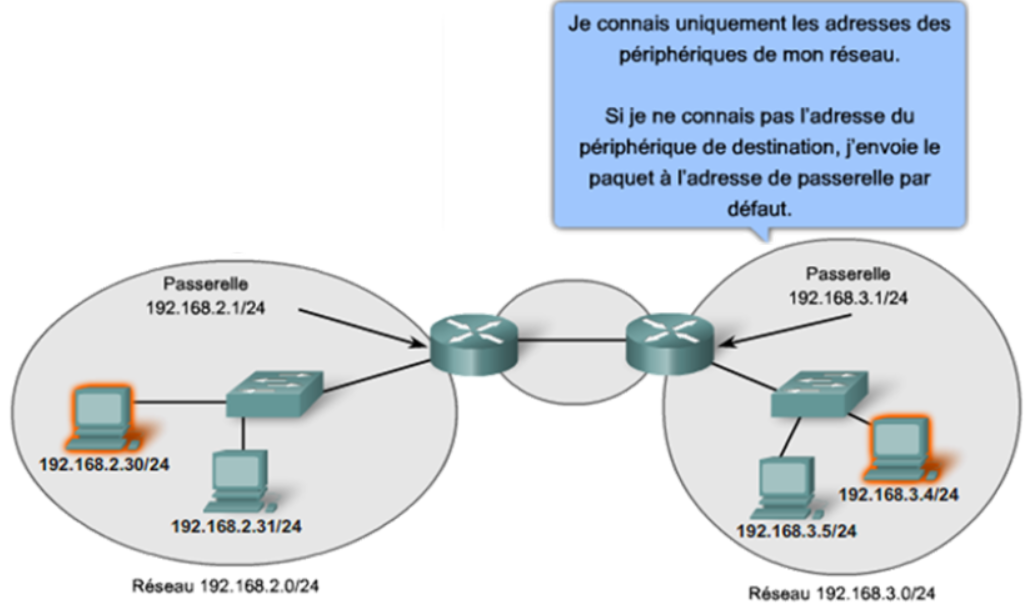 Je connais uniquement les adresses des
périphériques de mon réseau.
Si je ne connais pas l'adresse du
périphérique de destination, j'envoie le
paquet à l'adresse de passerelle par
défaut.
Passerelle
192.168.2.1/24
Passerelle
192.168.3.1/24
192.168.2.30/24
192.168.2.31/24
192.168.3.4/24
192.168.3.5/24
Réseau 192.168.2.0/24
Réseau 192.168.3.0/24